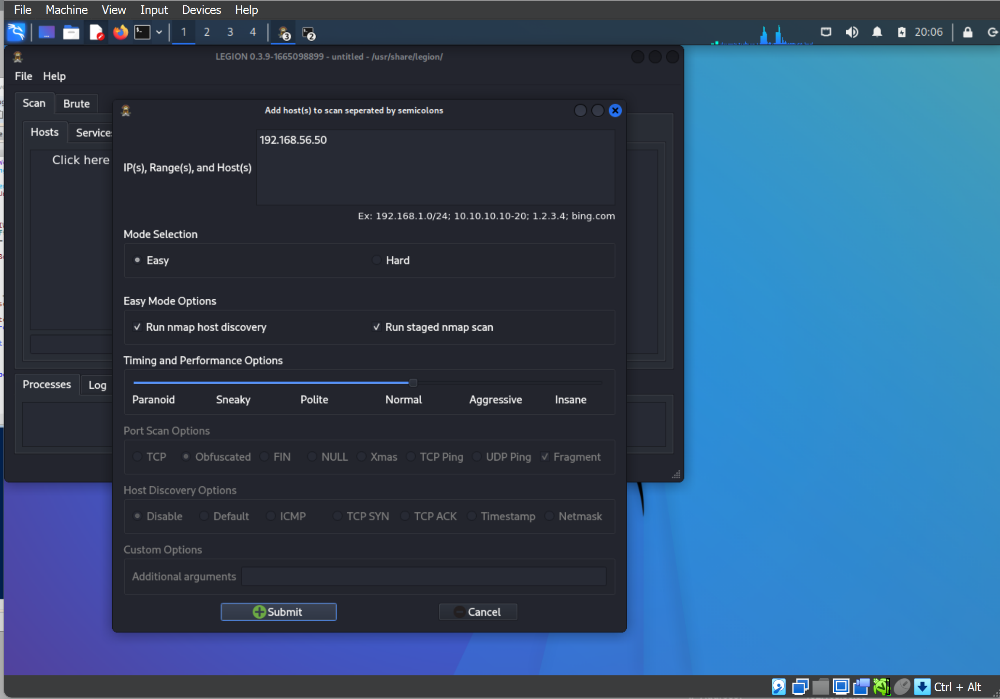 File Machine View Input Devices Help
1 2 3 4 3 2 20:06
LEGION 0.3.9-1665098899 - untitled - /usr/share/legion/
File Help
Scan Brute
Add host(s) to scan seperated by semicolons
Hosts Services
Click here
192.168.56.50
IP(s), Range(s), and Host(s)
Ex: 192.168.1.0/24; 10.10.10.10-20; 1.2.3.4; bing.com
Mode Selection
Easy Hard
Easy Mode Options
Run nmap host discovery Run staged nmap scan
Timing and Performance Options
Paranoid Sneaky Polite Normal Aggressive Insane
Processes Log
Port Scan Options
TCP Obfuscated FIN NULL Xmas TCP Ping UDP Ping Fragment
Host Discovery Options
Disable Default ICMP TCP SYN TCP ACK Timestamp Netmask
Custom Options
Additional arguments
Submit Cancel
Ctrl + Alt